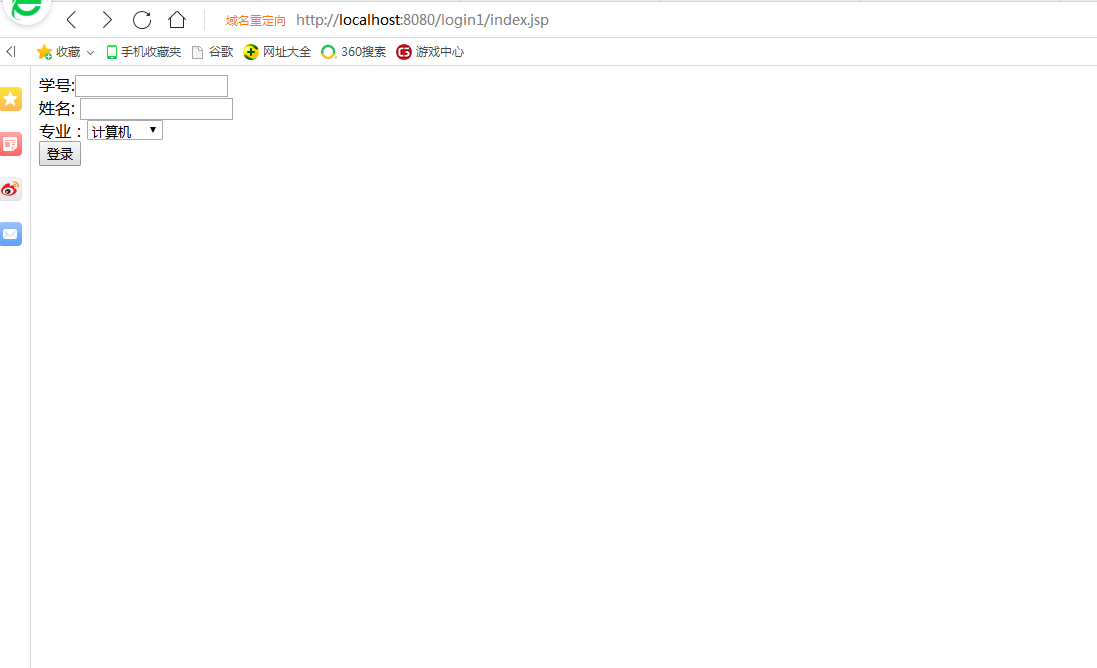 域名重定向 http://localhost:8080/login1/index.jsp
收藏 手机收藏夹 谷歌 网址大全 360搜索 游戏中心
学号:
姓名:
专业：计算机
登录